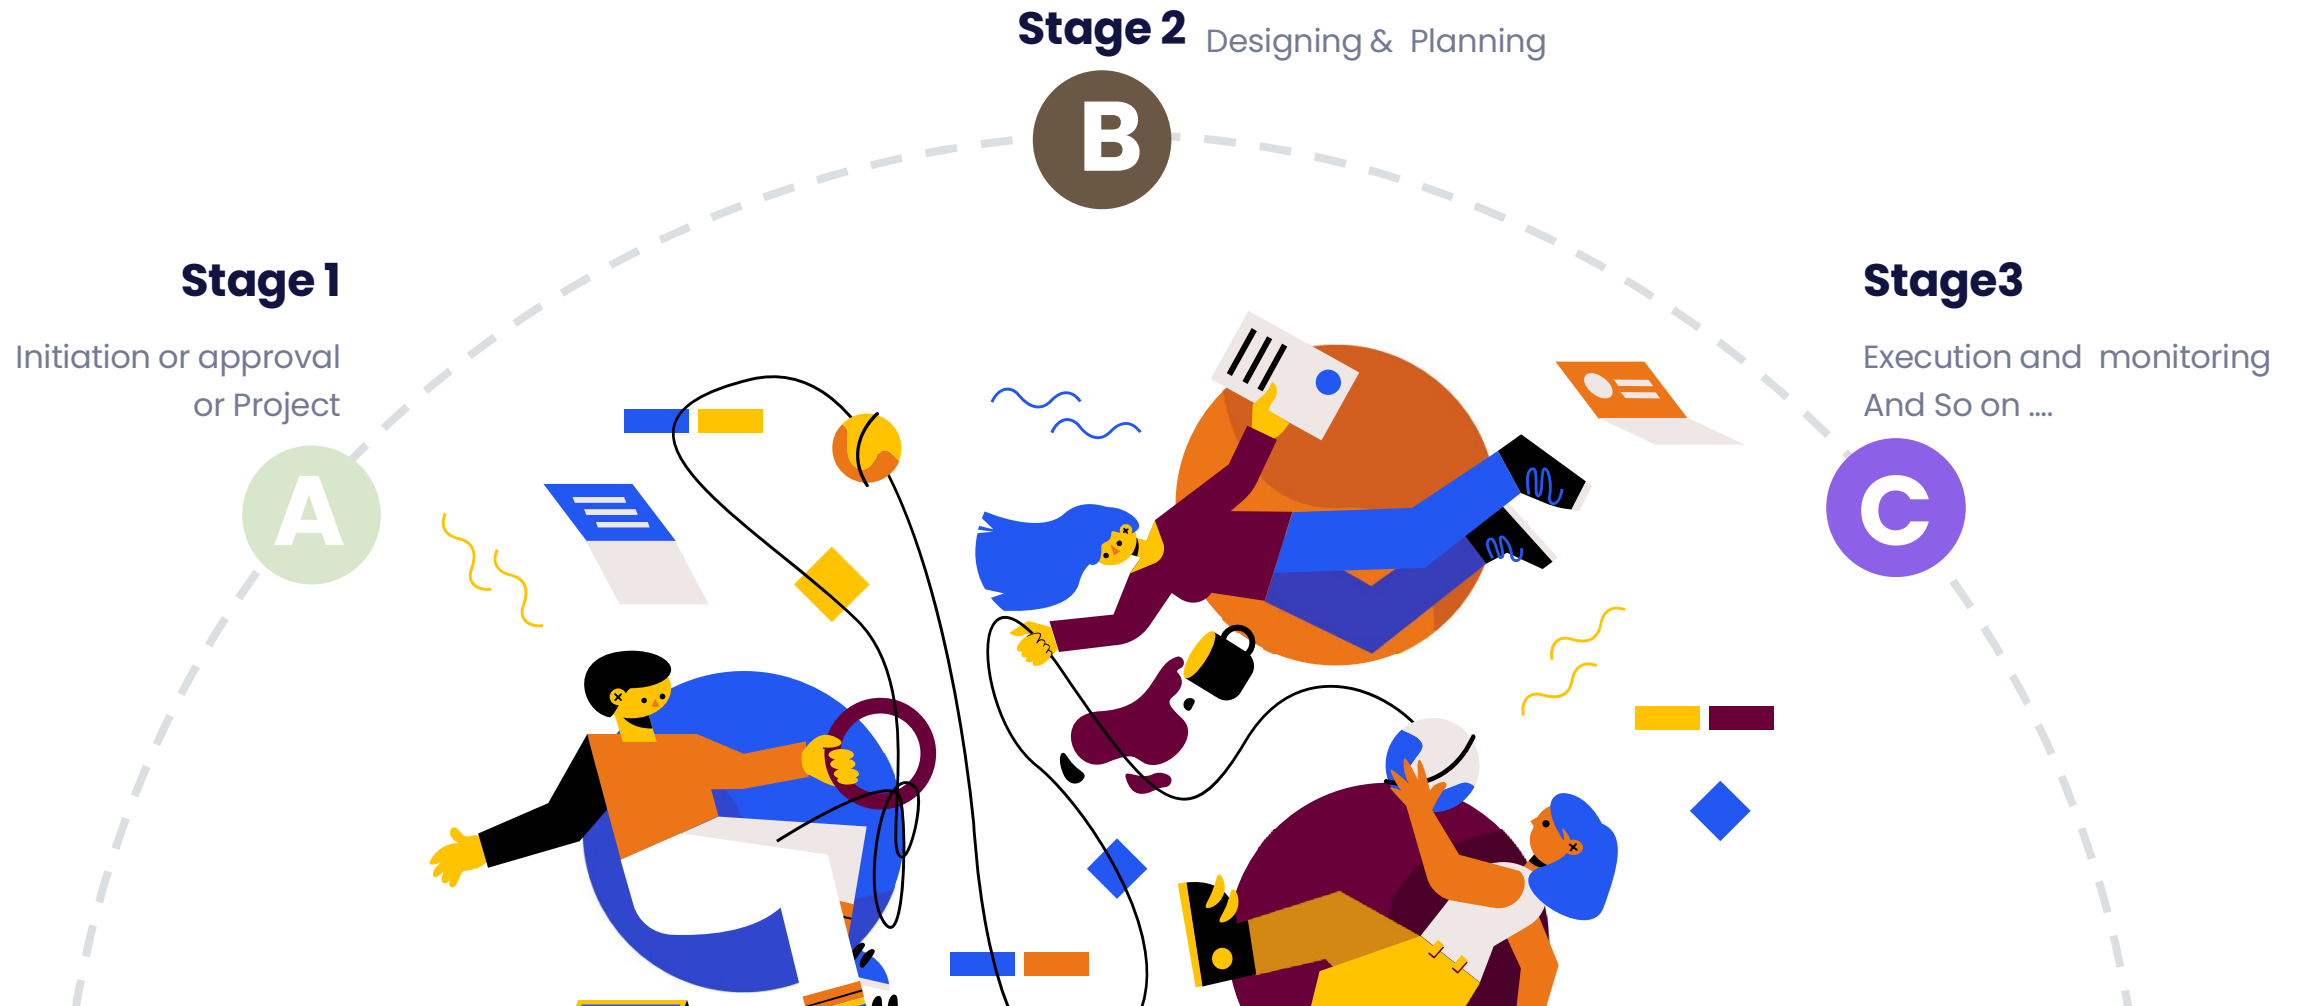 Stage 2 Designing & Planning
B
Stage 1
Initiation or approval
or Project
A
Stage3
Execution and monitoring
And So on ....
C